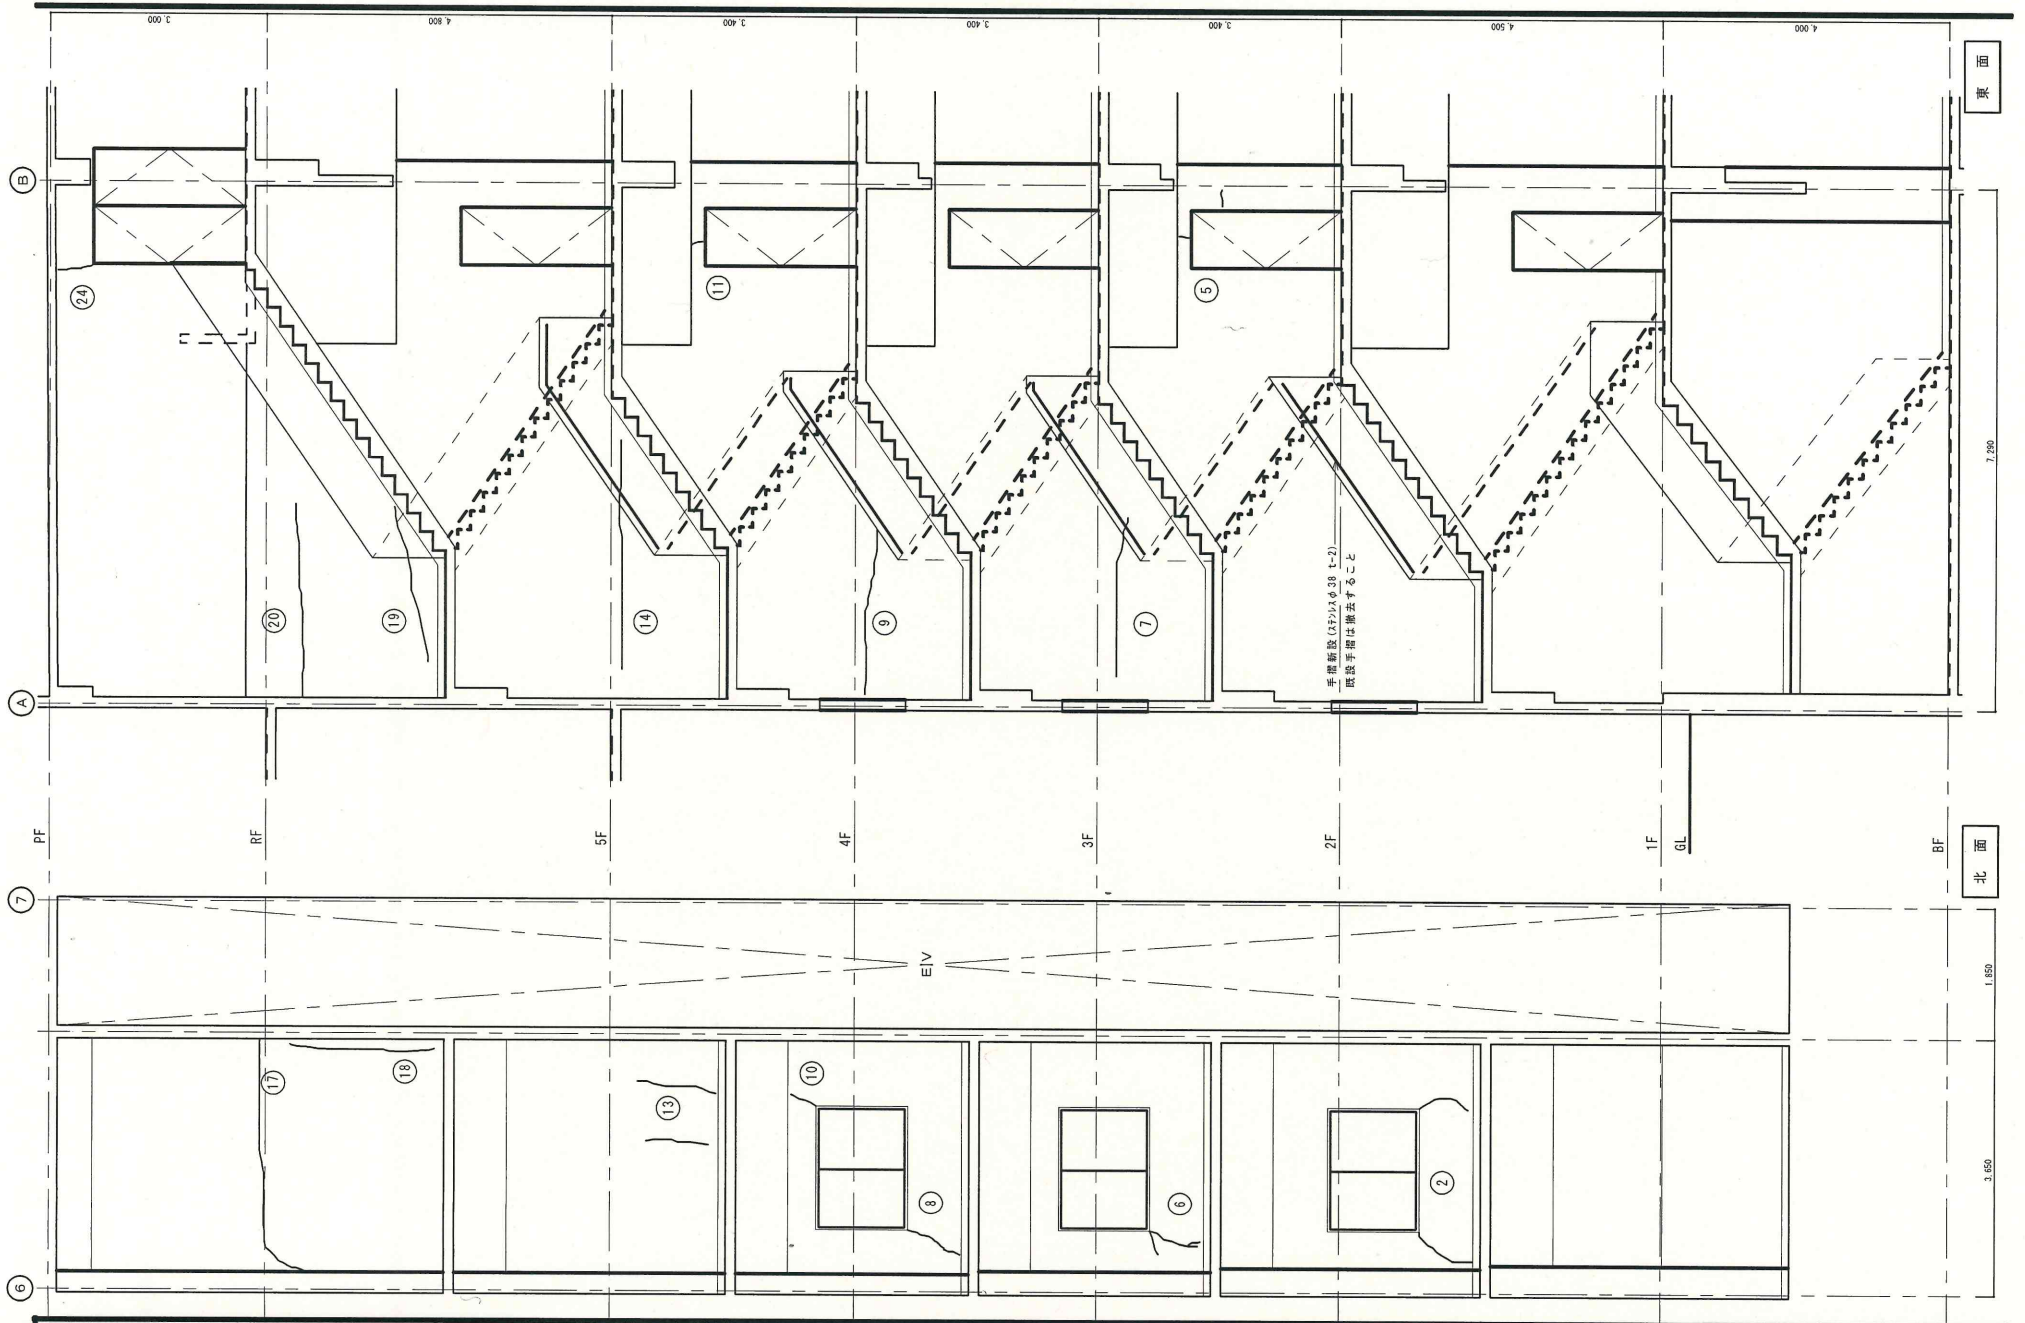 東 面
北 面
Ⓑ
Ⓐ
⑦
⑥
3,000
4,800
3,400
3,400
3,400
4,500
4,000
7,290
1,850
3,650
PF
RF
5F
4F
3F
2F
1F
GL
BF
㉔
⑪
⑤
⑳
⑲
⑭
⑨
⑦
手摺新設(ステンレスφ38 t-2)
既設手摺は撤去すること
EV
⑰
⑱
⑬
⑩
⑧
⑥
②